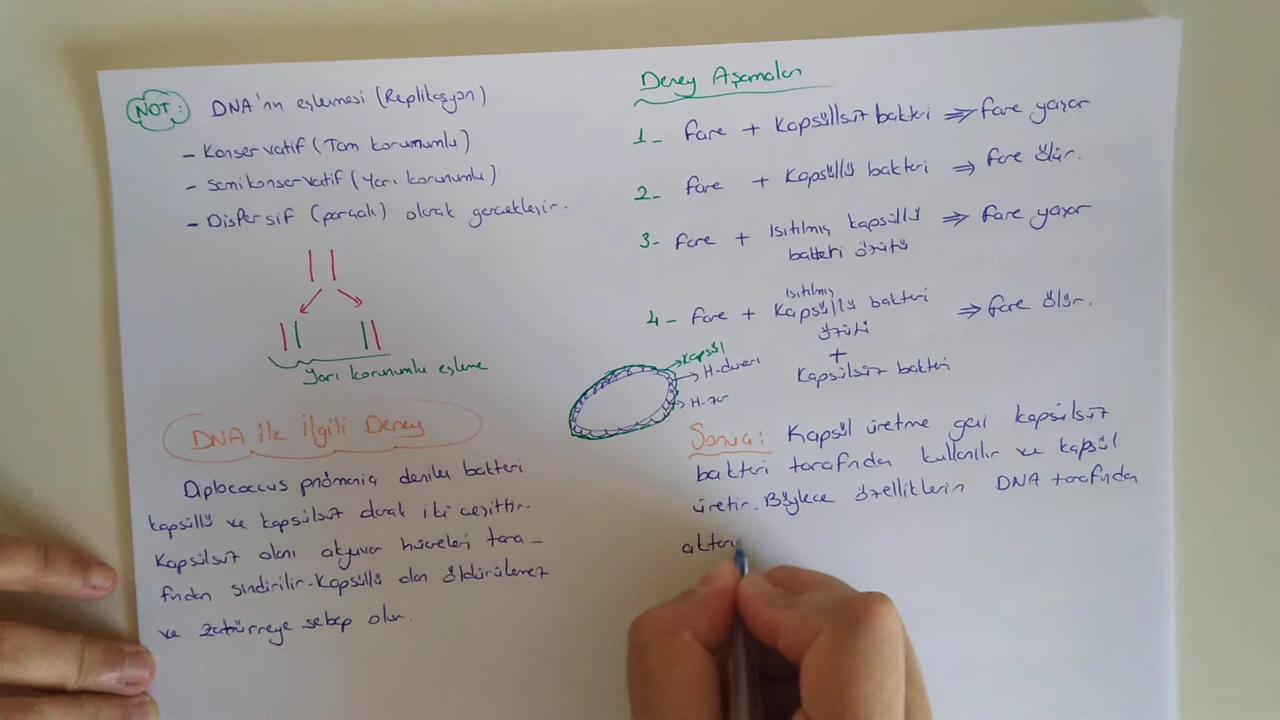 NOT: DNA'nın eşlemesi (Replikasyon)
- Konservatif (Tam korunumlu)
- Semikonservatif (Yarı korunumlu)
- Dispersif (parçalı) olarak gerçekleşir.
Yarı korunumlu eşleme
DNA ile ilgili Deney
Diplococcus pnömonia denilen bakteri
kapsüllü ve kapsülsüz olarak iki çeşittir.
Kapsülsüz olanı akyuvar hücreleri tara-
fından sindirilir. Kapsüllü olan öldürülemez
ve zatürreye sebep olur.
Deney Aşamaları
1- Fare + Kapsüllsüz bakteri ⇒ fare yaşar
2- Fare + Kapsüllü bakteri ⇒ fare ölür.
3- Fare + Isıtılmış kapsüllü ⇒ fare yaşar
bakteri özütü
ısıtılmış
4- Fare + Kapsüllü bakteri ⇒ fare ölür.
özütü
+
Kapsülsüz bakteri
Kapsül
H-duvarı
H-zarı
Sonuç: Kapsül üretme geni kapsülsüz
bakteri tarafından kullanılır ve kapsül
üretir. Böylece özelliklerin DNA tarafından
aktarı